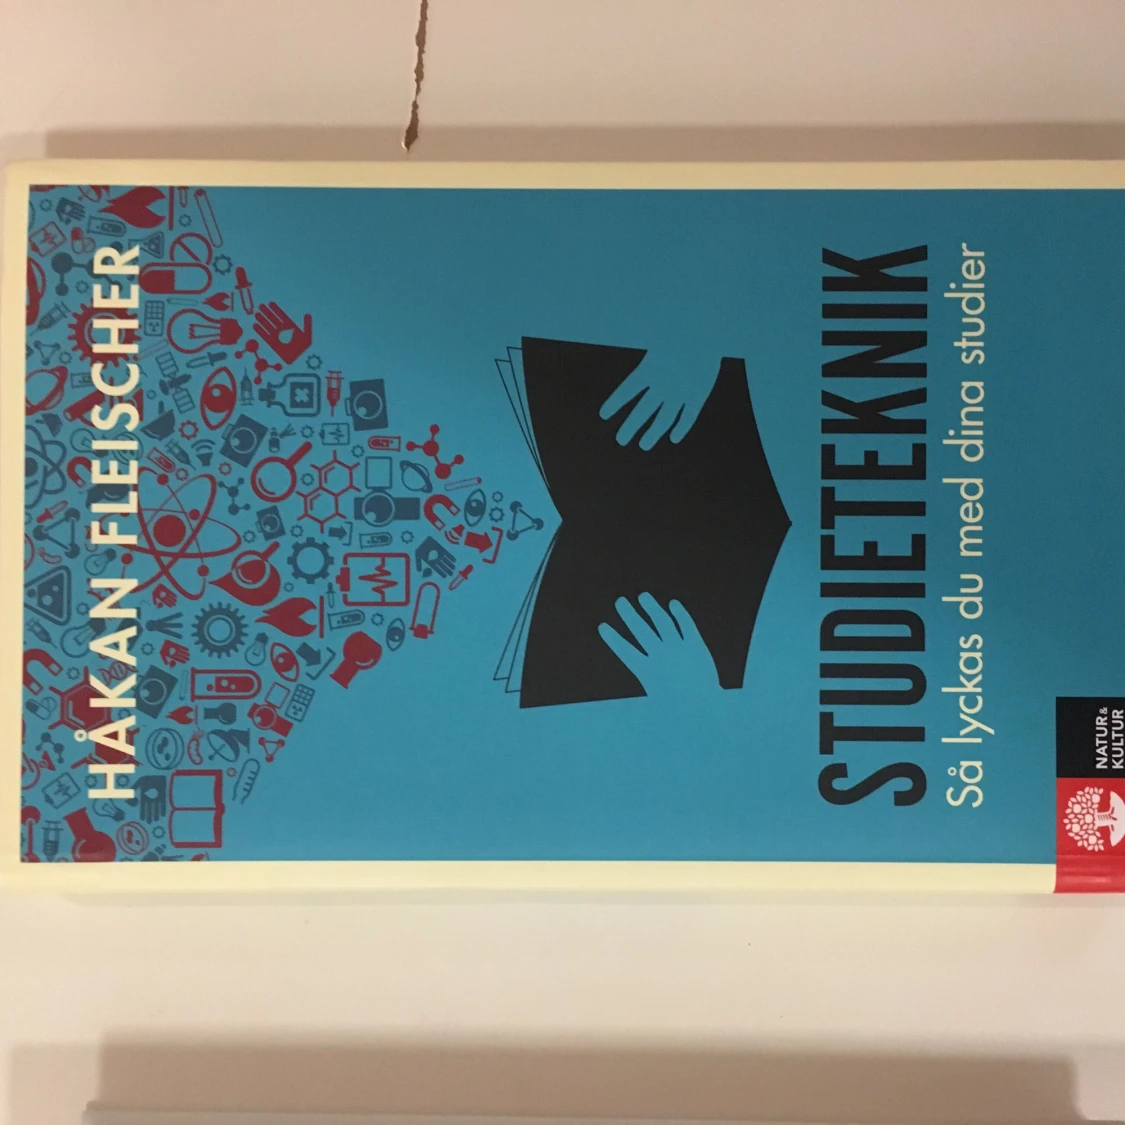 HÅKAN FLEISCHER
STUDIETEKNIK
Så lyckas du med dina studier
NATUR &
KULTUR